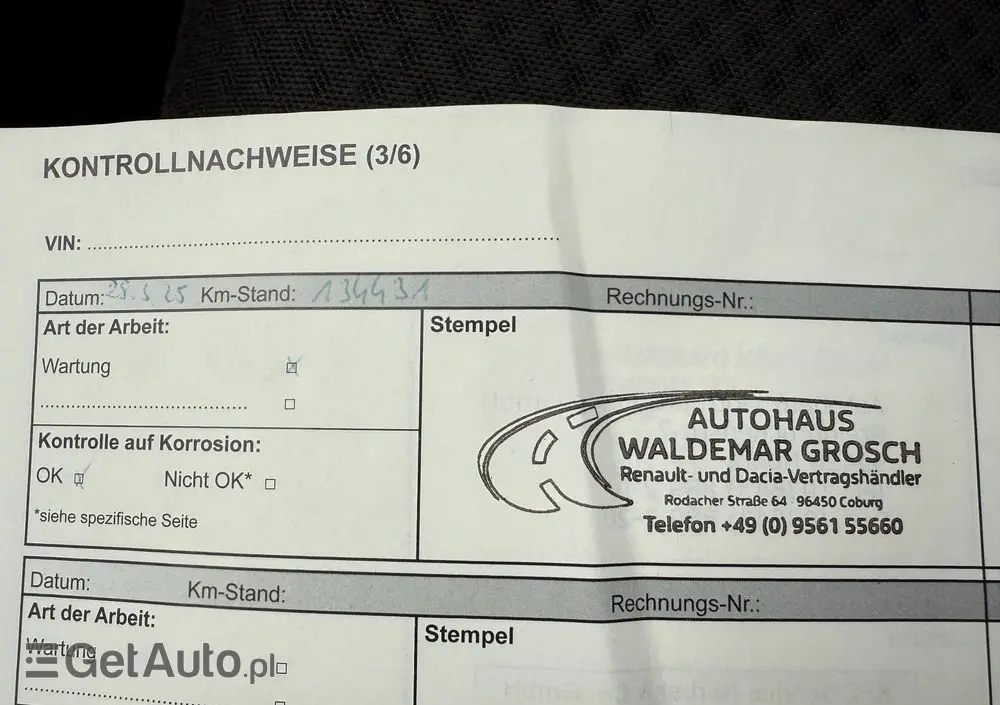 KONTROLLNACHWEISE (3/6)
VIN:
Datum: 28.5 25 Km-Stand: 134431 Rechnungs-Nr.:
Art der Arbeit:
Wartung
Stempel
AUTOHAUS
WALDEMAR GROSCH
Renault- und Dacia-Vertragshändler
Rodacher Straße 64 · 96450 Coburg
Telefon +49 (0) 9561 55660
Kontrolle auf Korrosion:
OK Nicht OK*
*siehe spezifische Seite
Datum: Km-Stand: Rechnungs-Nr.:
Art der Arbeit:
Wartung
Stempel
GetAuto.pl